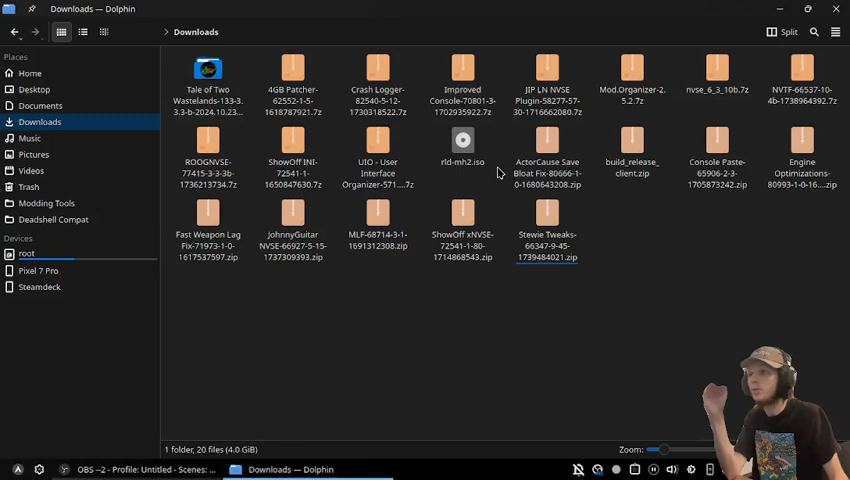 Downloads — Dolphin
Split
Downloads
Places
Home
Desktop
Documents
Downloads
Music
Pictures
Videos
Trash
Modding Tools
Deadshell Compat
Devices
root
Pixel 7 Pro
Steamdeck
Tale of Two
Wastelands-133-3.
3.3-b-2024.10.23...
4GB Patcher-
62552-1-5-
1618787921.7z
Crash Logger-
82540-5-12-
1730318522.7z
Improved
Console-70801-3-
1702935922.7z
JIP LN NVSE
Plugin-58277-57-
30-1716662080.7z
Mod.Organizer-2.
5.2.7z
nvse_6_3_10b.7z
NVTF-66537-10-
4b-1738964392.7z
ROOGNVSE-
77415-3-3-3b-
1736213734.7z
ShowOff INI-
72541-1-
1650847630.7z
UIO - User
Interface
Organizer-571....7z
rld-mh2.iso
ActorCause Save
Bloat Fix-80666-1-
0-1680643208.zip
build_release_
client.zip
Console Paste-
65906-2-3-
1705873242.zip
Engine
Optimizations-
80993-1-0-16....zip
Fast Weapon Lag
Fix-71973-1-0-
1617537597.zip
JohnnyGuitar
NVSE-66927-5-15-
1737309393.zip
MLF-68714-3-1-
1691312308.zip
ShowOff xNVSE-
72541-1-80-
1714868543.zip
Stewie Tweaks-
66347-9-45-
1739484021.zip
1 folder, 20 files (4.0 GiB)
Zoom:
OBS --2 - Profile: Untitled - Scenes: ...
Downloads — Dolphin